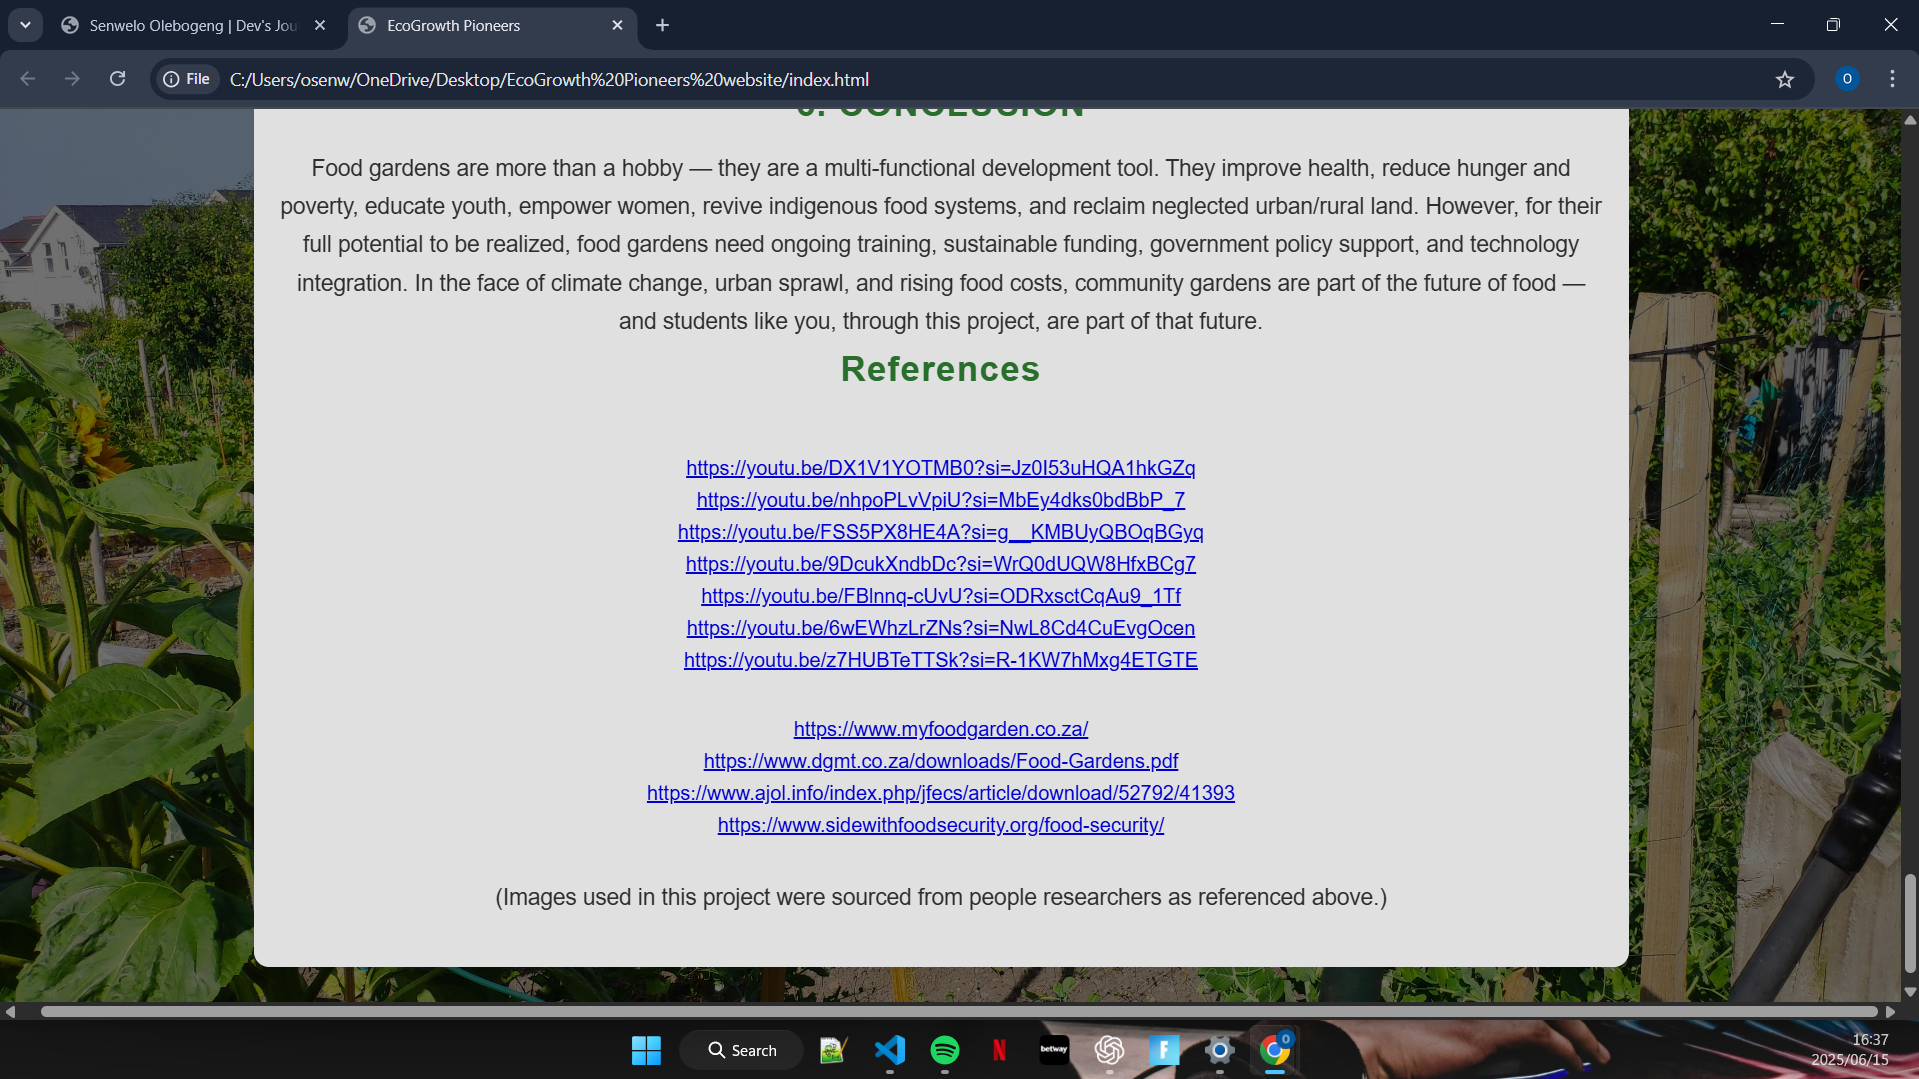 Senwelo Olebogeng | Dev's Jou
EcoGrowth Pioneers
File
C:/Users/osenw/OneDrive/Desktop/EcoGrowth%20Pioneers%20website/index.html
O
6. CONCLUSION
Food gardens are more than a hobby — they are a multi-functional development tool. They improve health, reduce hunger and
poverty, educate youth, empower women, revive indigenous food systems, and reclaim neglected urban/rural land. However, for their
full potential to be realized, food gardens need ongoing training, sustainable funding, government policy support, and technology
integration. In the face of climate change, urban sprawl, and rising food costs, community gardens are part of the future of food —
and students like you, through this project, are part of that future.
References
https://youtu.be/DX1V1YOTMB0?si=Jz0I53uHQA1hkGZq
https://youtu.be/nhpoPLvVpiU?si=MbEy4dks0bdBbP_7
https://youtu.be/FSS5PX8HE4A?si=g__KMBUyQBOqBGyq
https://youtu.be/9DcukXndbDc?si=WrQ0dUQW8HfxBCg7
https://youtu.be/FBlnnq-cUvU?si=ODRxsctCqAu9_1Tf
https://youtu.be/6wEWhzLrZNs?si=NwL8Cd4CuEvgOcen
https://youtu.be/z7HUBTeTTSk?si=R-1KW7hMxg4ETGTE
https://www.myfoodgarden.co.za/
https://www.dgmt.co.za/downloads/Food-Gardens.pdf
https://www.ajol.info/index.php/jfecs/article/download/52792/41393
https://www.sidewithfoodsecurity.org/food-security/
(Images used in this project were sourced from people researchers as referenced above.)
Search
betway
16:37
2025/06/15